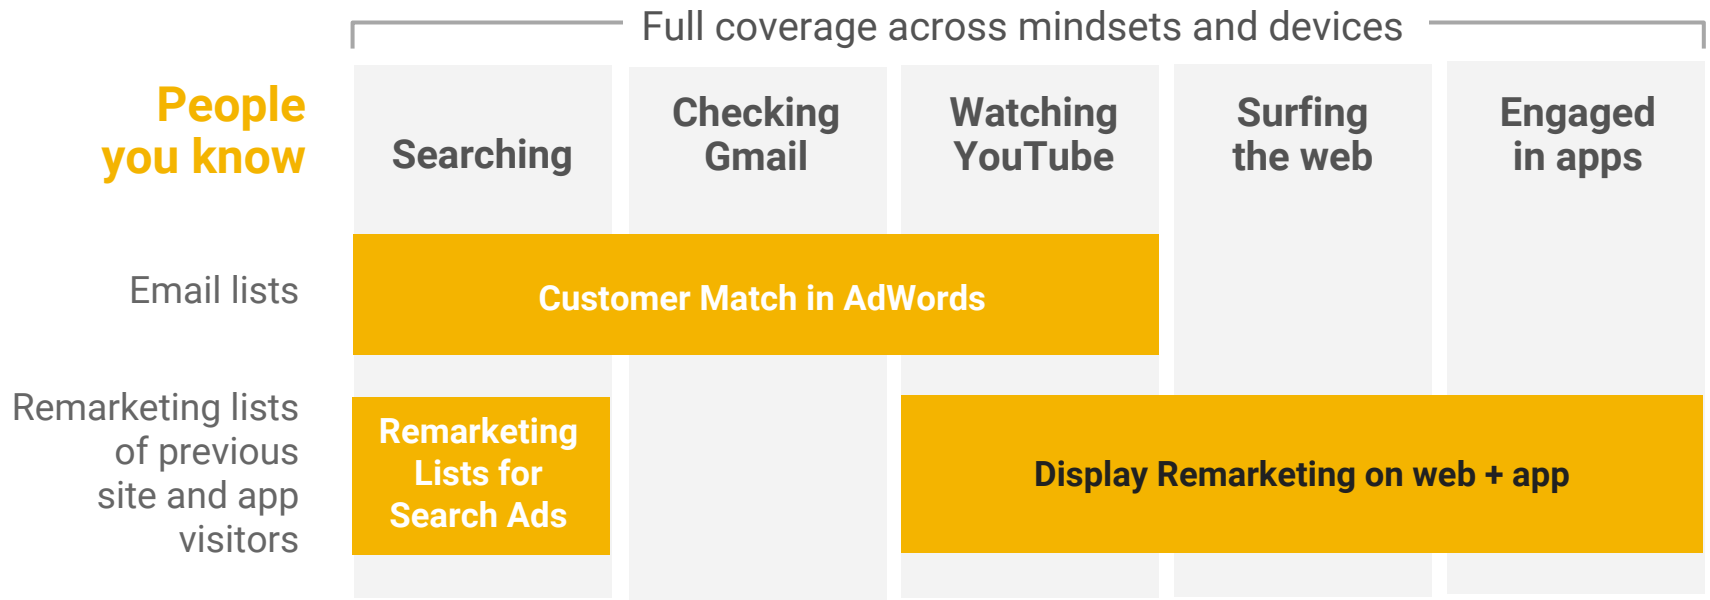 Full coverage across mindsets and devices
People
you know
Searching
Checking
Gmail
Watching
YouTube
Surfing
the web
Engaged
in apps
Email lists
Customer Match in AdWords
Remarketing lists
of previous
site and app
visitors
Remarketing
Lists for
Search Ads
Display Remarketing on web + app